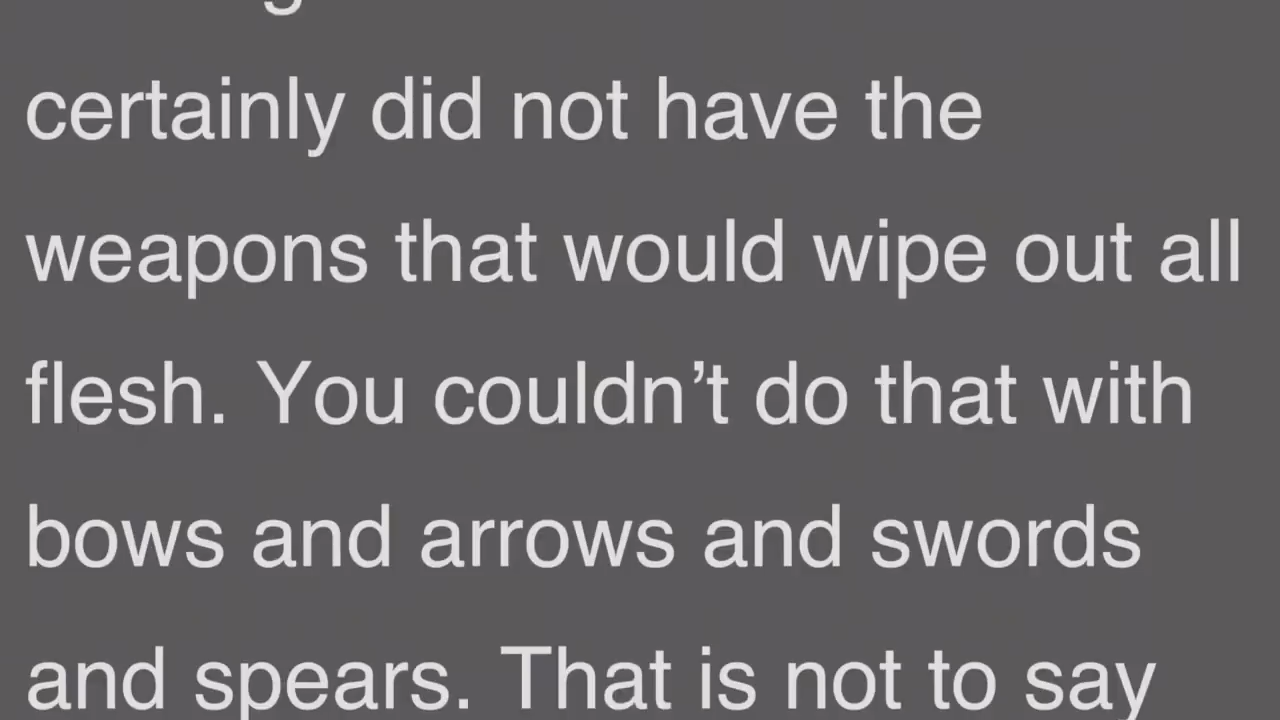 certainly did not have the
weapons that would wipe out all
flesh. You couldn’t do that with
bows and arrows and swords
and spears. That is not to say